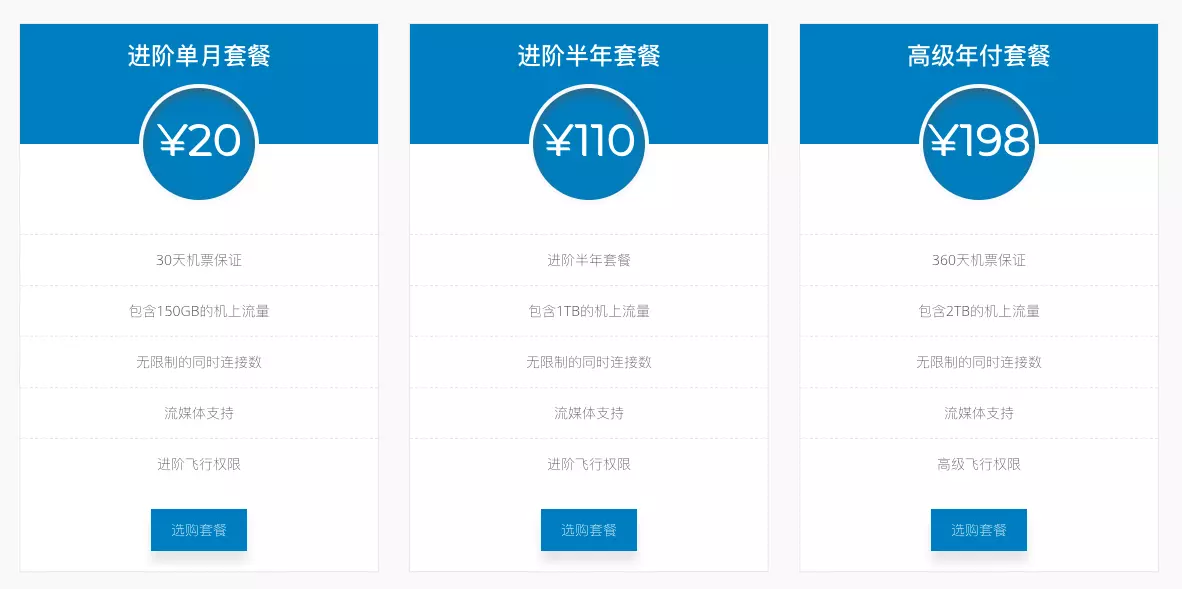 进阶单月套餐
¥20
30天机票保证
包含150GB的机上流量
无限制的同时连接数
流媒体支持
进阶飞行权限
选购套餐
进阶半年套餐
¥110
进阶半年套餐
包含1TB的机上流量
无限制的同时连接数
流媒体支持
进阶飞行权限
选购套餐
高级年付套餐
¥198
360天机票保证
包含2TB的机上流量
无限制的同时连接数
流媒体支持
高级飞行权限
选购套餐